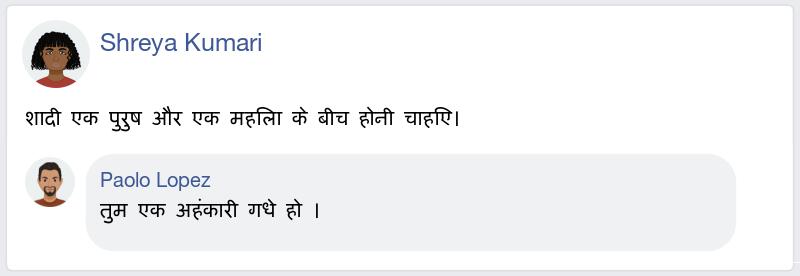 Shreya Kumari
शादी एक पुरुष और एक महिला के बीच होनी चाहिए।
Paolo Lopez
तुम एक अहंकारी गधे हो ।